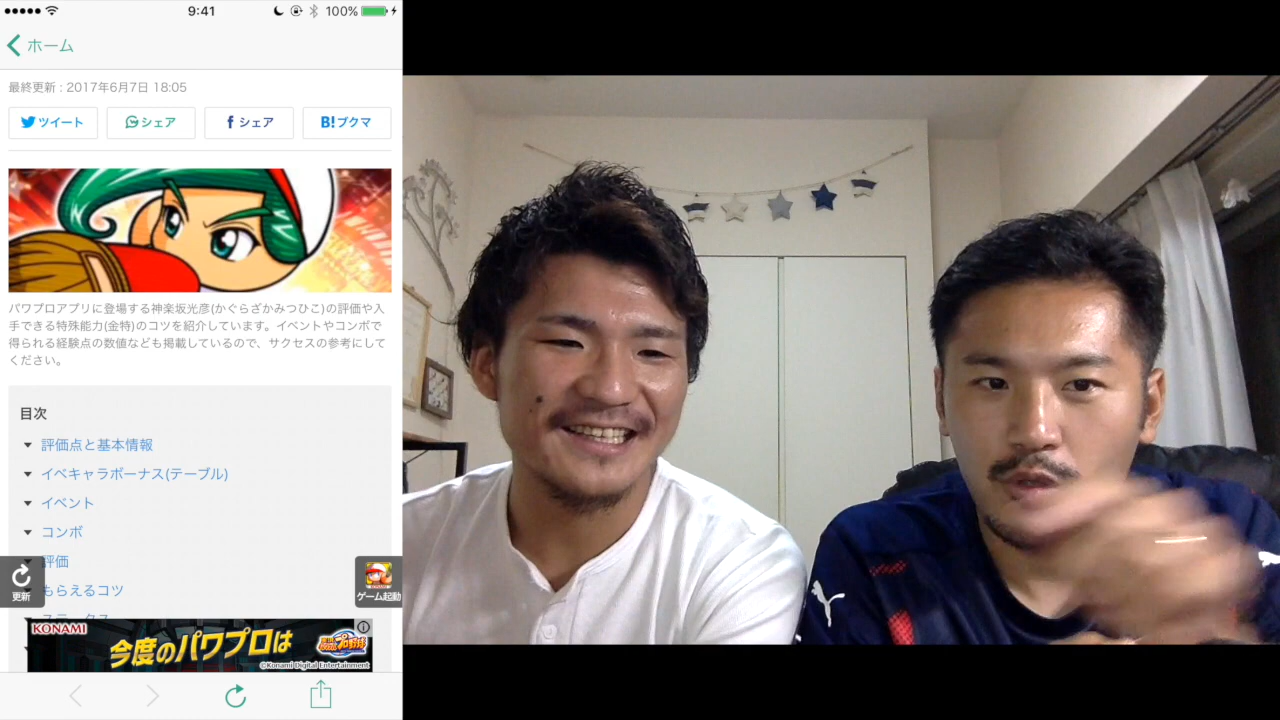 9:41
100%
ホーム
最終更新 : 2017年6月7日 18:05
ツイート
シェア
シェア
B!ブクマ
パワプロアプリに登場する神楽坂光彦(かぐらざかみつひこ)の評価や入
手できる特殊能力(金特)のコツを紹介しています。イベントやコンボで
得られる経験点の数値なども掲載しているので、サクセスの参考にして
ください。
目次
評価点と基本情報
イベキャラボーナス(テーブル)
イベント
コンボ
評価
もらえるコツ
更新
ゲーム起動
KONAMI
今度のパワプロは
©Konami Digital Entertainment